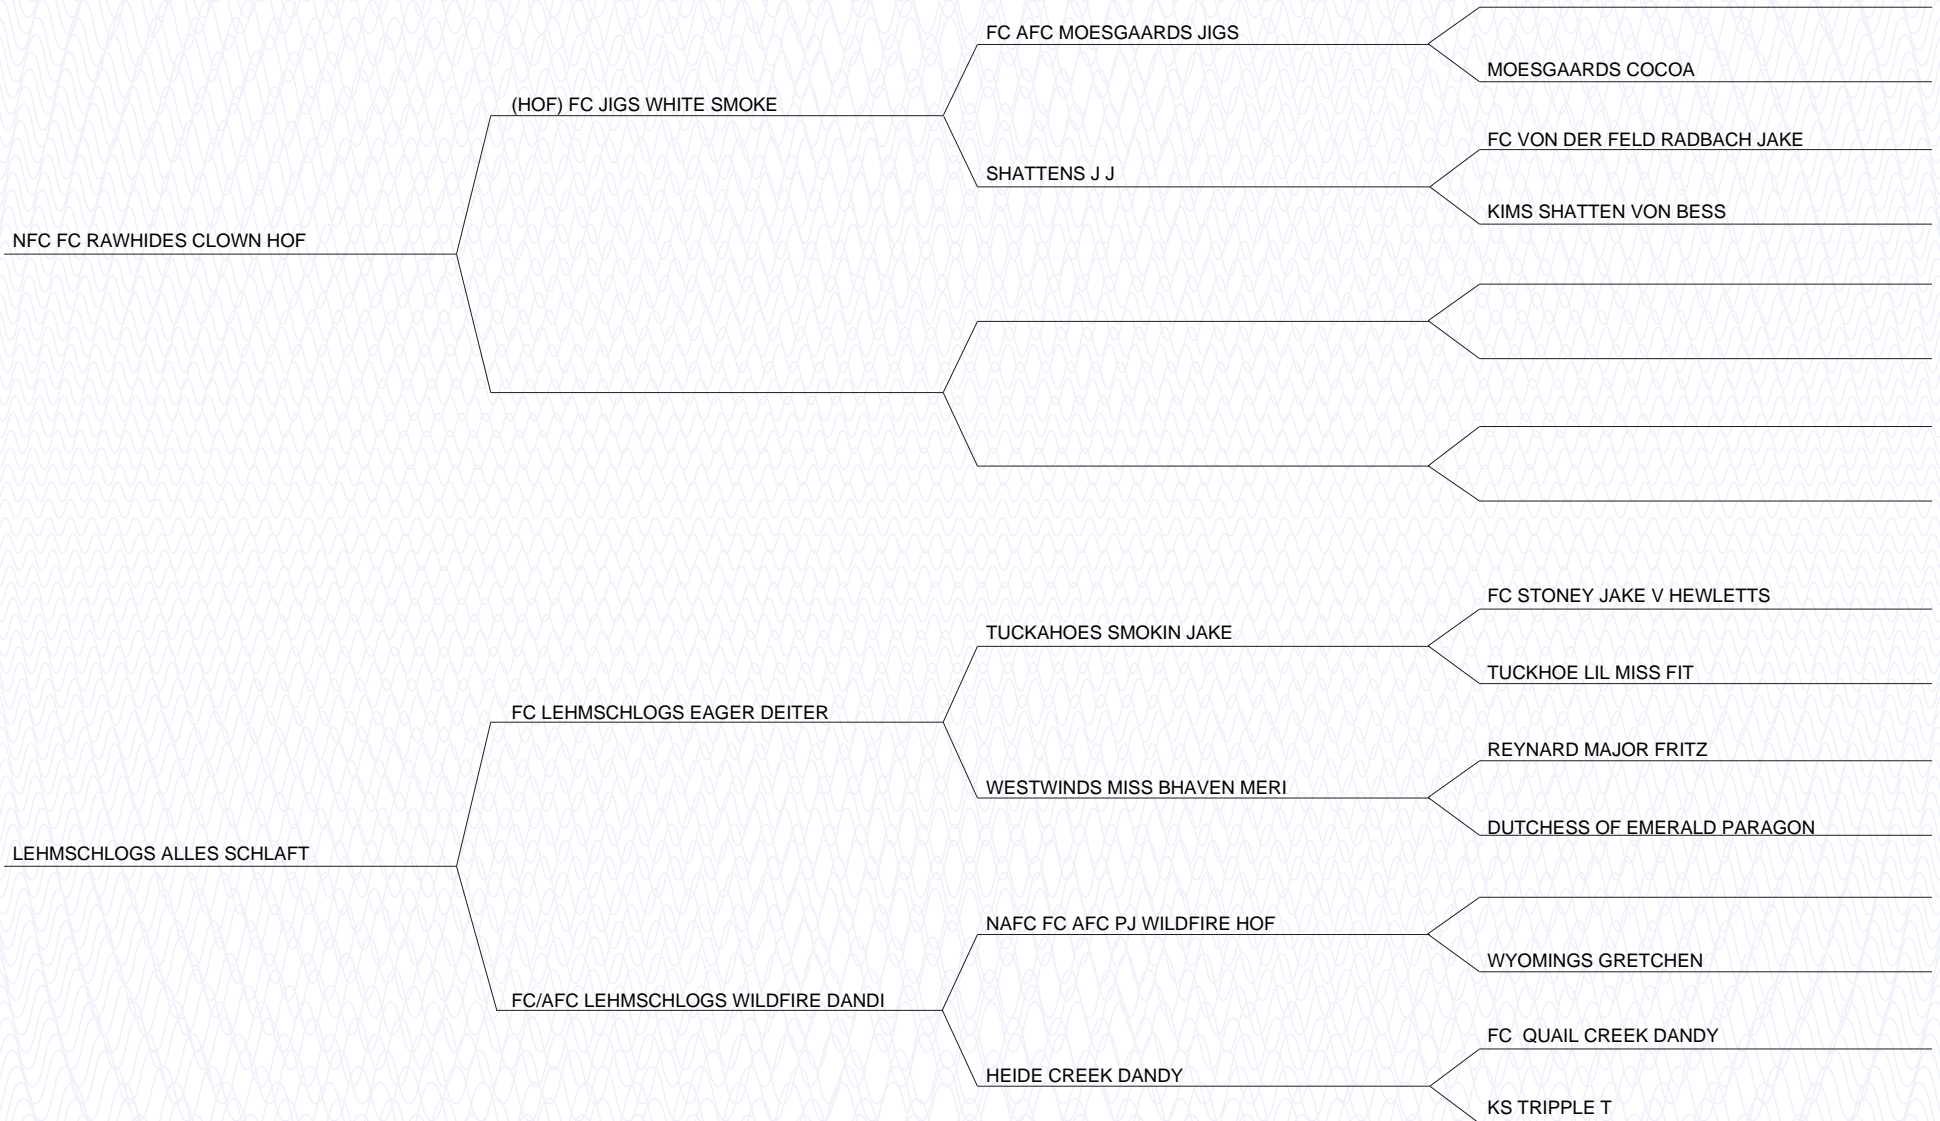 FC AFC MOESGAARDS JIGS
MOESGAARDS COCOA
(HOF) FC JIGS WHITE SMOKE
FC VON DER FELD RADBACH JAKE
SHATTENS J J
KIMS SHATTEN VON BESS
NFC FC RAWHIDES CLOWN HOF
FC STONEY JAKE V HEWLETTS
TUCKAHOES SMOKIN JAKE
TUCKHOE LIL MISS FIT
FC LEHMSCHLOGS EAGER DEITER
REYNARD MAJOR FRITZ
WESTWINDS MISS BHAVEN MERI
DUTCHESS OF EMERALD PARAGON
LEHMSCHLOGS ALLES SCHLAFT
NAFC FC AFC PJ WILDFIRE HOF
WYOMINGS GRETCHEN
FC/AFC LEHMSCHLOGS WILDFIRE DANDI
FC  QUAIL CREEK DANDY
HEIDE CREEK DANDY
KS TRIPPLE T